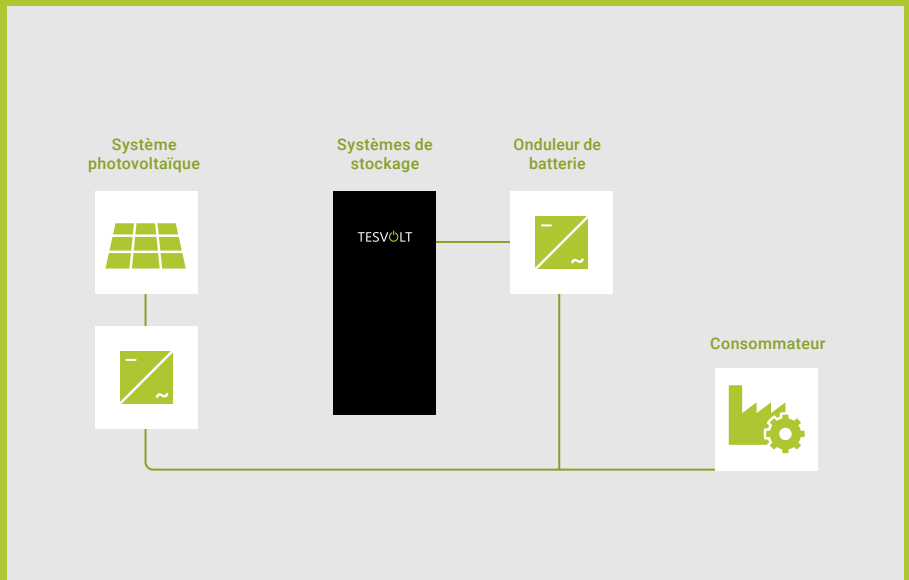 Système
photovoltaïque
Systèmes de
stockage
Onduleur de
batterie
TESVOLT
Consommateur